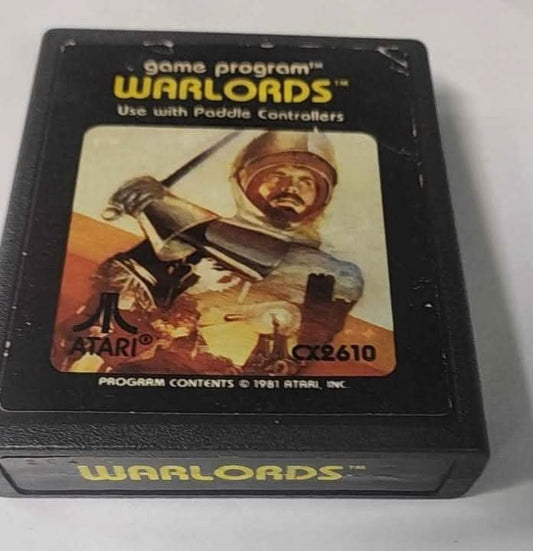 game program™
WARLORDS™
Use with Paddle Controllers
ATARI®
CX2610
PROGRAM CONTENTS © 1981 ATARI, INC.
WARLORDS™